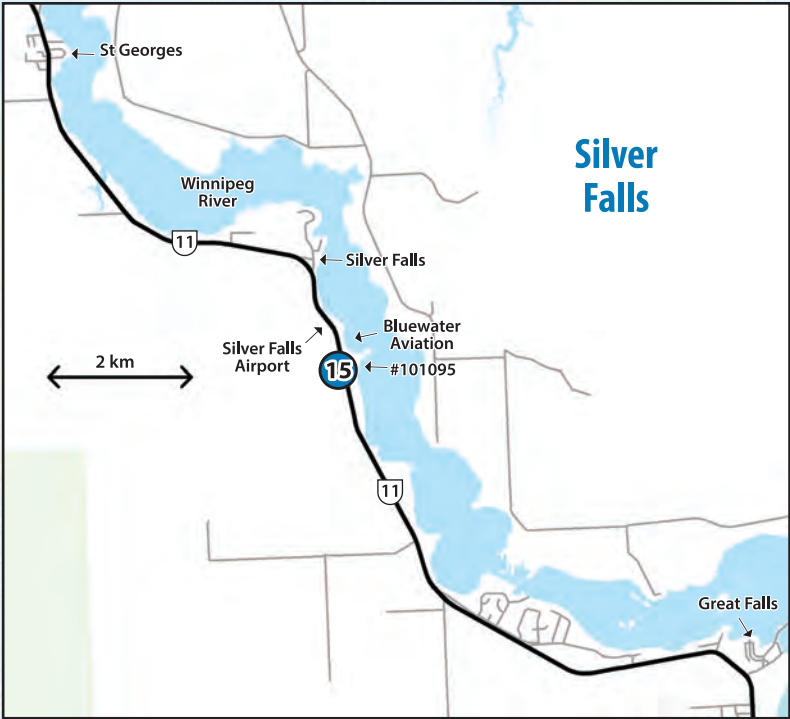 St Georges
Silver
Falls
Winnipeg
River
11
Silver Falls
Bluewater
Aviation
Silver Falls
Airport
2 km
15
#101095
11
Great Falls